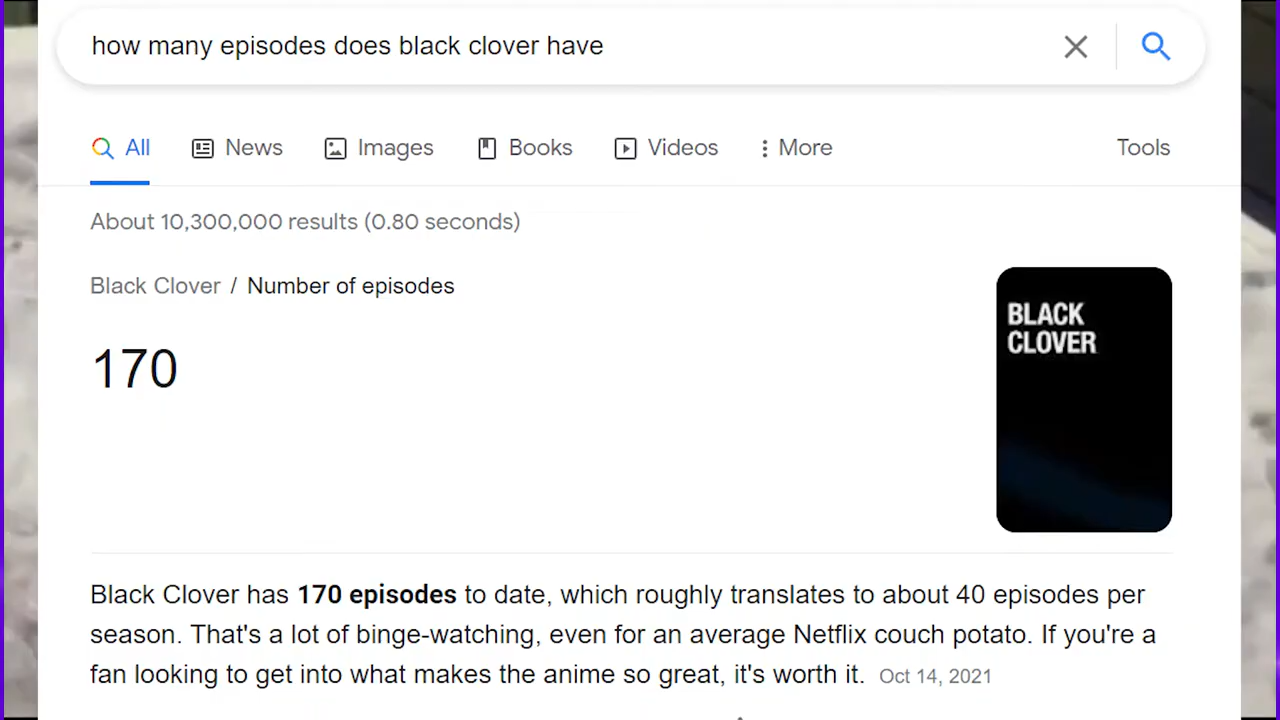 how many episodes does black clover have
All News Images Books Videos More Tools
About 10,300,000 results (0.80 seconds)
Black Clover / Number of episodes
170
BLACK
CLOVER
Black Clover has 170 episodes to date, which roughly translates to about 40 episodes per
season. That's a lot of binge-watching, even for an average Netflix couch potato. If you're a
fan looking to get into what makes the anime so great, it's worth it. Oct 14, 2021